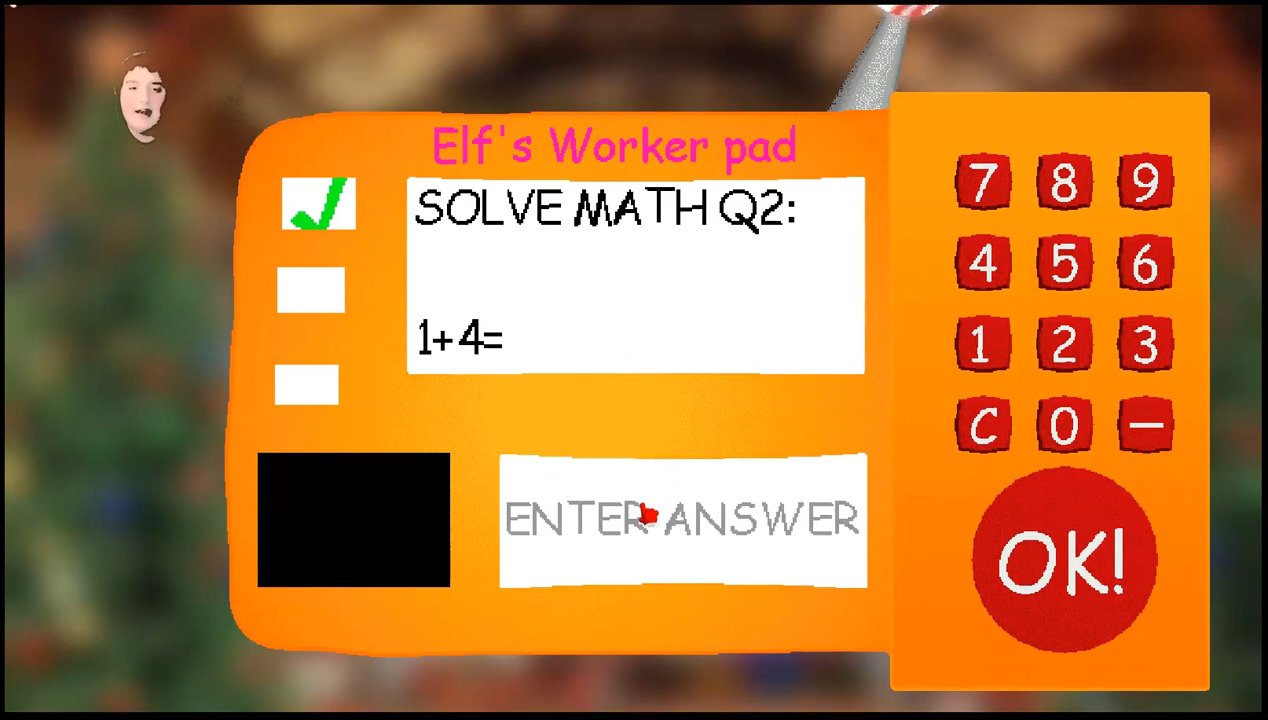 Elf's Worker pad
SOLVE MATH Q2:
1+4=
ENTER ANSWER
7 8 9
4 5 6
1 2 3
C 0 —
OK!